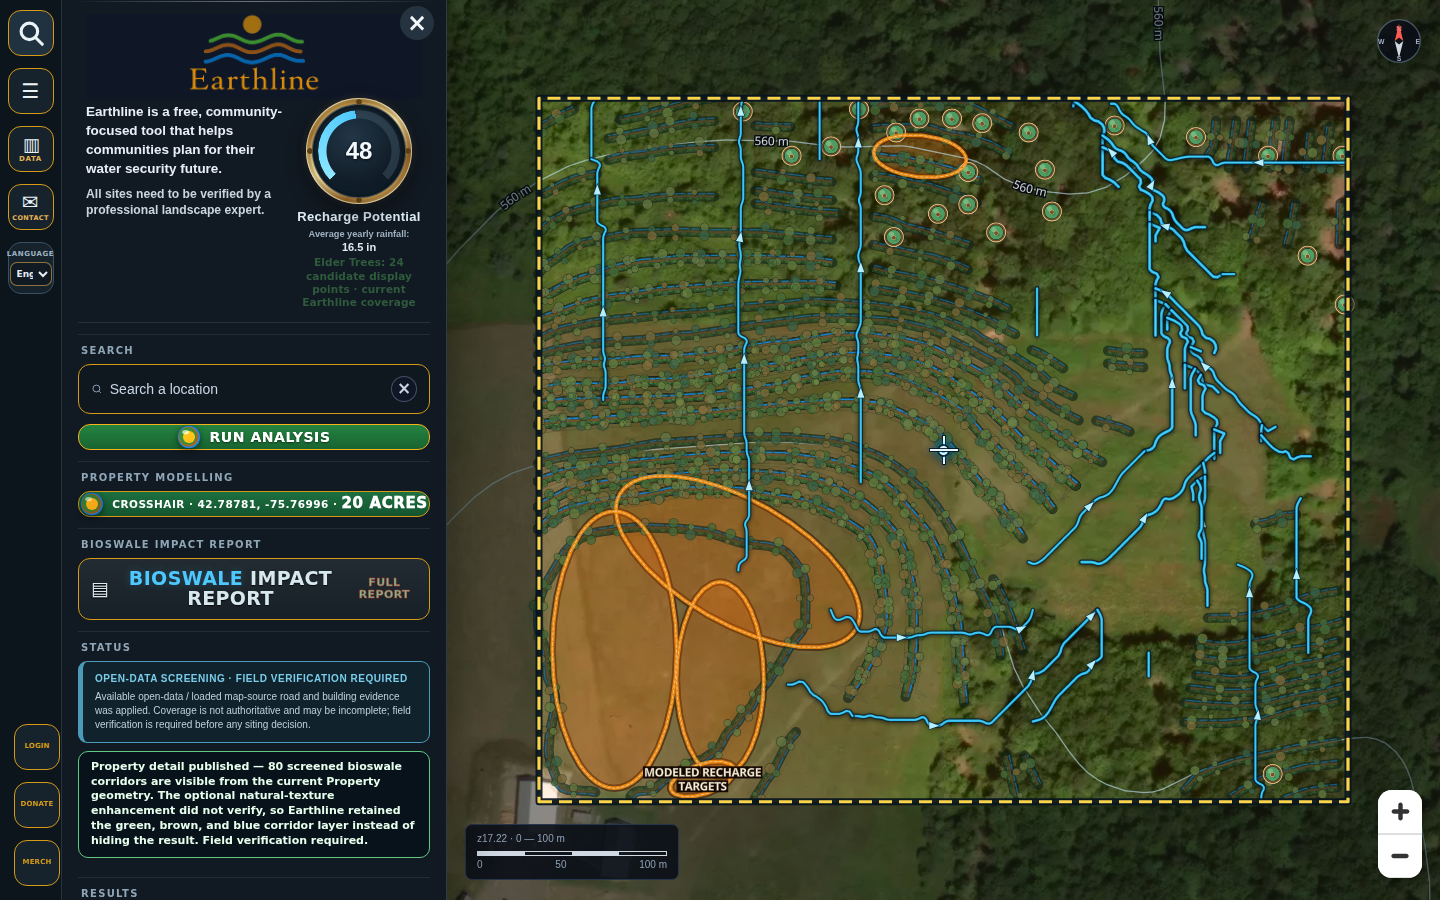 Earthline
Earthline is a free, community-
focused tool that helps
communities plan for their
water security future.
All sites need to be verified by a
professional landscape expert.
48
Recharge Potential
Average yearly rainfall:
16.5 in
Elder Trees: 24
candidate display
points · current
Earthline coverage
DATA
CONTACT
LANGUAGE
Eng
LOGIN
DONATE
MERCH
SEARCH
Search a location
RUN ANALYSIS
PROPERTY MODELLING
CROSSHAIR · 42.78781, -75.76996 · 20 ACRES
BIOSWALE IMPACT REPORT
BIOSWALE IMPACT
REPORT
FULL
REPORT
STATUS
OPEN-DATA SCREENING · FIELD VERIFICATION REQUIRED
Available open-data / loaded map-source road and building evidence
was applied. Coverage is not authoritative and may be incomplete; field
verification is required before any siting decision.
Property detail published — 80 screened bioswale
corridors are visible from the current Property
geometry. The optional natural-texture
enhancement did not verify, so Earthline retained
the green, brown, and blue corridor layer instead of
hiding the result. Field verification required.
RESULTS
560 m
560 m
560 m
560 m
N
W
E
S
MODELED RECHARGE
TARGETS
z17.22 · 0 — 100 m
0 50 100 m